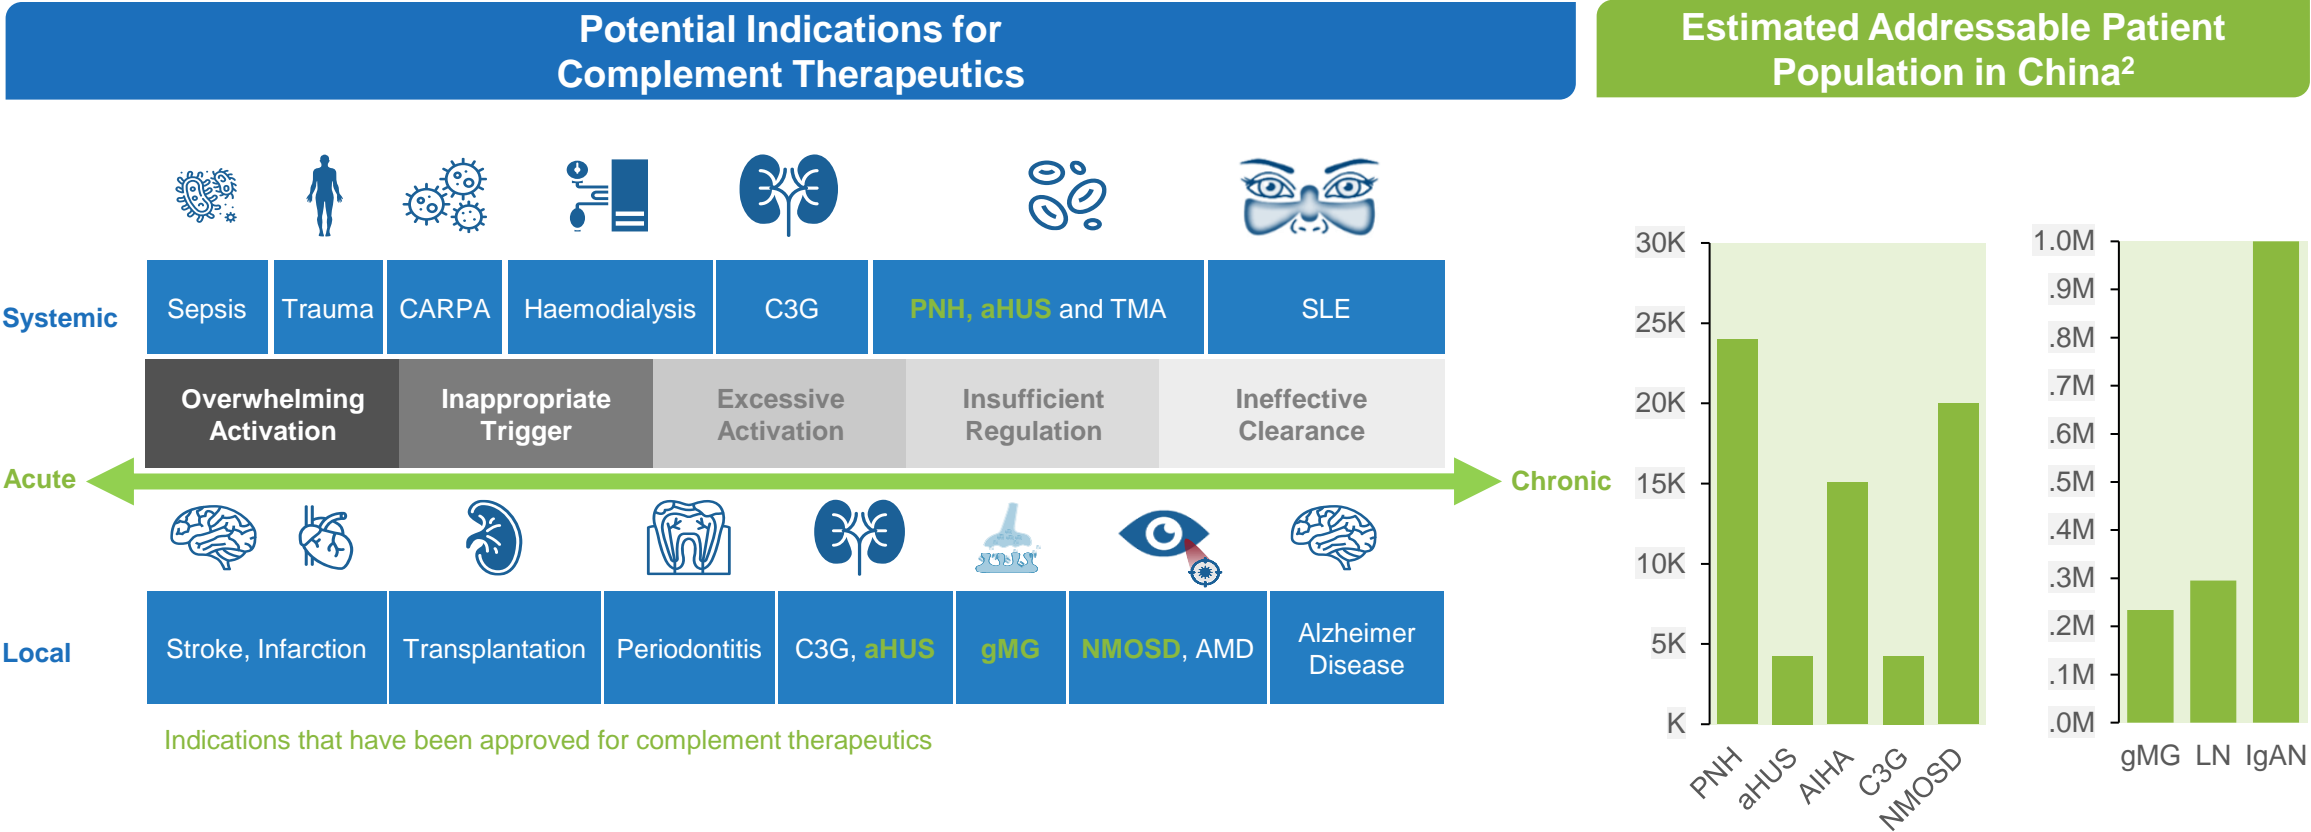 Potential Indications for
Complement Therapeutics
Estimated Addressable Patient
Population in China2
Systemic
Sepsis
Trauma
CARPA
Haemodialysis
C3G
PNH, aHUS and TMA
SLE
Overwhelming
Activation
Inappropriate
Trigger
Excessive
Activation
Insufficient
Regulation
Ineffective
Clearance
Acute
Chronic
Local
Stroke, Infarction
Transplantation
Periodontitis
C3G, aHUS
gMG
NMOSD, AMD
Alzheimer
Disease
Indications that have been approved for complement therapeutics
30K
25K
20K
15K
10K
5K
K
PNH
aHUS
AIHA
C3G
NMOSD
1.0M
.9M
.8M
.7M
.6M
.5M
.4M
.3M
.2M
.1M
.0M
gMG
LN
IgAN